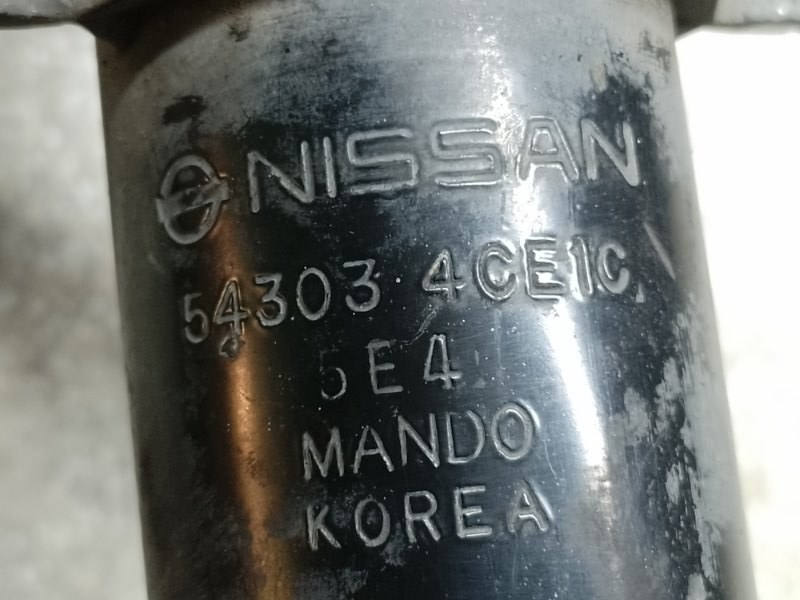 NISSAN
54303 4CE1C
5E4
MANDO
KOREA